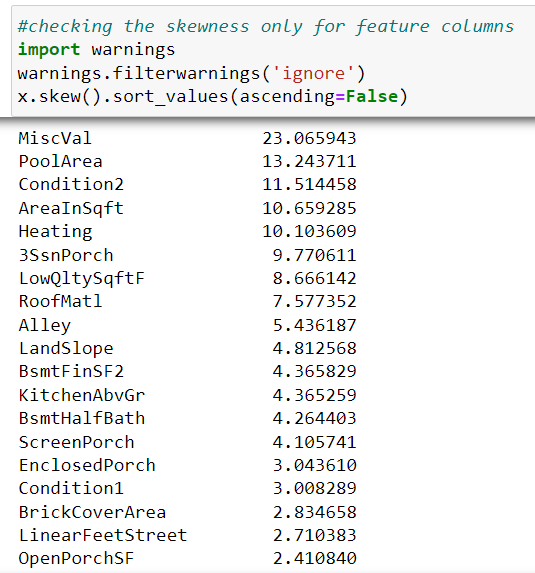 #checking the skewness only for feature columns
import warnings
warnings.filterwarnings('ignore')
x.skew().sort_values(ascending=False)
MiscVal 23.065943
PoolArea 13.243711
Condition2 11.514458
AreaInSqft 10.659285
Heating 10.103609
3SsnPorch 9.770611
LowQltySqftF 8.666142
RoofMatl 7.577352
Alley 5.436187
LandSlope 4.812568
BsmtFinSF2 4.365829
KitchenAbvGr 4.365259
BsmtHalfBath 4.264403
ScreenPorch 4.105741
EnclosedPorch 3.043610
Condition1 3.008289
BrickCoverArea 2.834658
LinearFeetStreet 2.710383
OpenPorchSF 2.410840